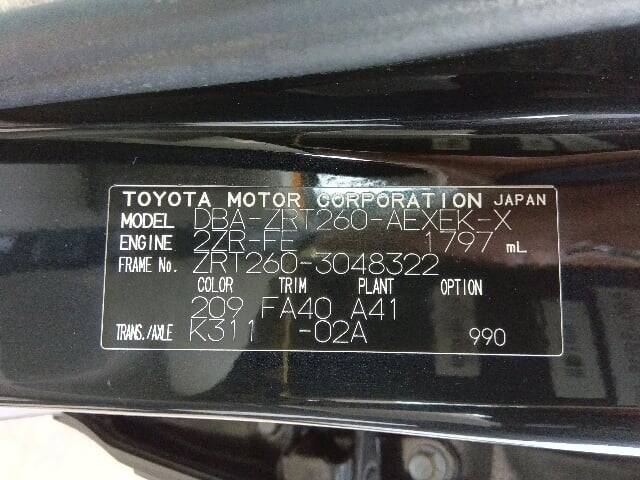 TOYOTA MOTOR CORPORATION JAPAN
MODEL DBA-ZRT260-AEXEK-X
ENGINE 2ZR-FE 1797 mL
FRAME No. ZRT260-3048322
COLOR TRIM PLANT OPTION
209 FA40 A41
TRANS./AXLE K311 -02A 990